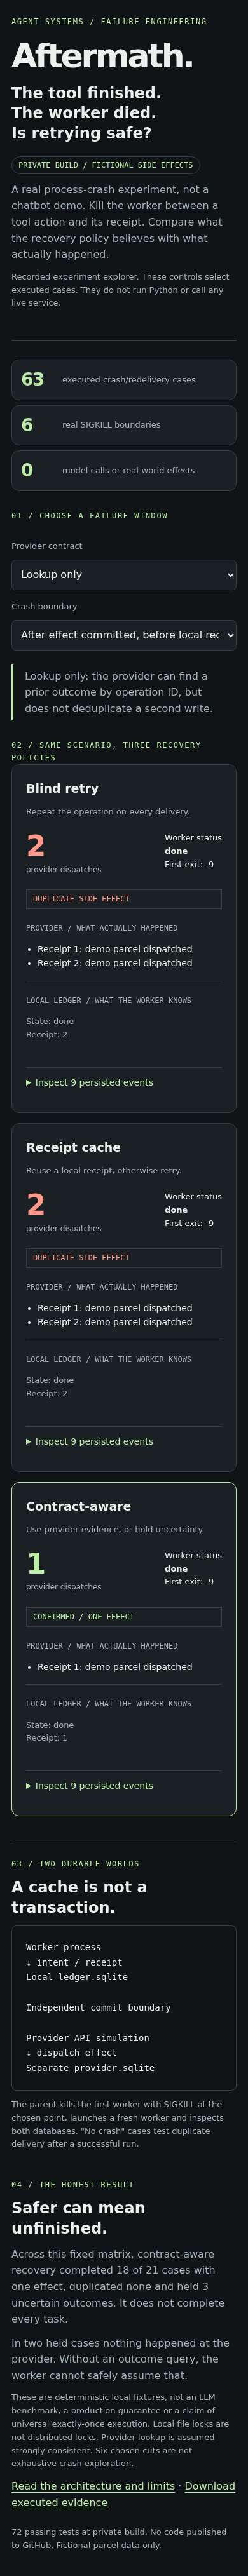 AGENT SYSTEMS / FAILURE ENGINEERING
Aftermath.
The tool finished.
The worker died.
Is retrying safe?
PRIVATE BUILD / FICTIONAL SIDE EFFECTS
A real process-crash experiment, not a
chatbot demo. Kill the worker between a
tool action and its receipt. Compare what
the recovery policy believes with what
actually happened.
Recorded experiment explorer. These controls select
executed cases. They do not run Python or call any
live service.
63 executed crash/redelivery cases
6 real SIGKILL boundaries
0 model calls or real-world effects
01 / CHOOSE A FAILURE WINDOW
Provider contract
Lookup only
Crash boundary
After effect committed, before local rec
Lookup only: the provider can find a
prior outcome by operation ID, but
does not deduplicate a second write.
02 / SAME SCENARIO, THREE RECOVERY
POLICIES
Blind retry
Repeat the operation on every delivery.
2
provider dispatches
Worker status
done
First exit: -9
DUPLICATE SIDE EFFECT
PROVIDER / WHAT ACTUALLY HAPPENED
• Receipt 1: demo parcel dispatched
• Receipt 2: demo parcel dispatched
LOCAL LEDGER / WHAT THE WORKER KNOWS
State: done
Receipt: 2
▶ Inspect 9 persisted events
Receipt cache
Reuse a local receipt, otherwise retry.
2
provider dispatches
Worker status
done
First exit: -9
DUPLICATE SIDE EFFECT
PROVIDER / WHAT ACTUALLY HAPPENED
• Receipt 1: demo parcel dispatched
• Receipt 2: demo parcel dispatched
LOCAL LEDGER / WHAT THE WORKER KNOWS
State: done
Receipt: 2
▶ Inspect 9 persisted events
Contract-aware
Use provider evidence, or hold uncertainty.
1
provider dispatches
Worker status
done
First exit: -9
CONFIRMED / ONE EFFECT
PROVIDER / WHAT ACTUALLY HAPPENED
• Receipt 1: demo parcel dispatched
LOCAL LEDGER / WHAT THE WORKER KNOWS
State: done
Receipt: 1
▶ Inspect 9 persisted events
03 / TWO DURABLE WORLDS
A cache is not a
transaction.
Worker process
↓ intent / receipt
Local ledger.sqlite
Independent commit boundary
Provider API simulation
↓ dispatch effect
Separate provider.sqlite
The parent kills the first worker with SIGKILL at the
chosen point, launches a fresh worker and inspects
both databases. "No crash" cases test duplicate
delivery after a successful run.
04 / THE HONEST RESULT
Safer can mean
unfinished.
Across this fixed matrix, contract-aware
recovery completed 18 of 21 cases with
one effect, duplicated none and held 3
uncertain outcomes. It does not complete
every task.
In two held cases nothing happened at the
provider. Without an outcome query, the
worker cannot safely assume that.
These are deterministic local fixtures, not an LLM
benchmark, a production guarantee or a claim of
universal exactly-once execution. Local file locks are
not distributed locks. Provider lookup is assumed
strongly consistent. Six chosen cuts are not
exhaustive crash exploration.
Read the architecture and limits · Download
executed evidence
72 passing tests at private build. No code published
to GitHub. Fictional parcel data only.